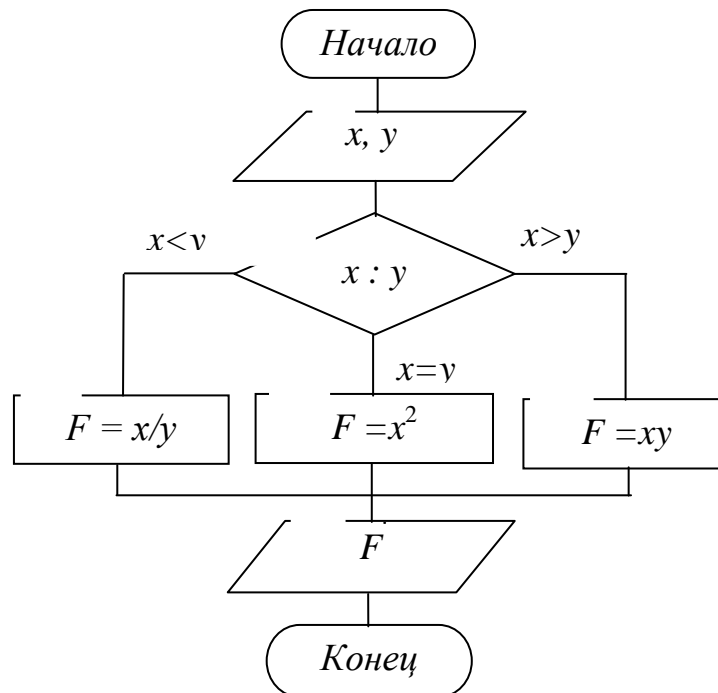 Начало
x, y
x<y
x>y
x : y
x=y
F = x/y
F =x²
F =xy
F
Конец